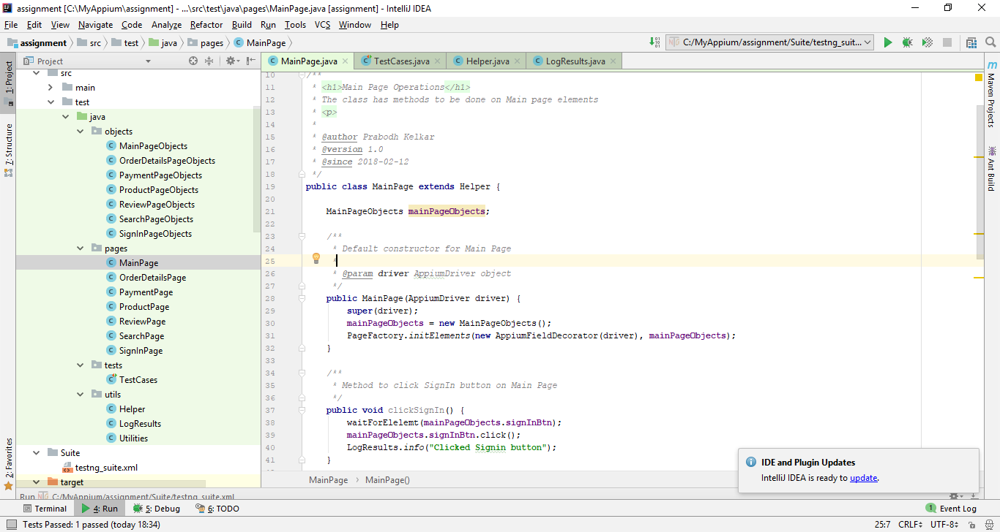 assignment [C:\MyAppium\assignment] - ...\src\test\java\pages\MainPage.java [assignment] - IntelliJ IDEA
File Edit View Navigate Code Analyze Refactor Build Run Tools VCS Window Help
assignment src test java pages MainPage
C:/MyAppium/assignment/Suite/testng_suit...
1: Project
7: Structure
2: Favorites
Project
src
main
test
java
objects
MainPageObjects
OrderDetailsPageObjects
PaymentPageObjects
ProductPageObjects
ReviewPageObjects
SearchPageObjects
SignInPageObjects
pages
MainPage
OrderDetailsPage
PaymentPage
ProductPage
ReviewPage
SearchPage
SignInPage
tests
TestCases
utils
Helper
LogResults
Utilities
Suite
testng_suite.xml
target
MainPage.java TestCases.java Helper.java LogResults.java
10 /**
11 * <h1>Main Page Operations</h1>
12 * The class has methods to be done on Main page elements
13 * <p>
14 *
15 * @author Prabodh Kelkar
16 * @version 1.0
17 * @since 2018-02-12
18 */
19 public class MainPage extends Helper {
20
21 MainPageObjects mainPageObjects;
22
23 /**
24 * Default constructor for Main Page
25 *
26 * @param driver AppiumDriver object
27 */
28 public MainPage(AppiumDriver driver) {
29 super(driver);
30 mainPageObjects = new MainPageObjects();
31 PageFactory.initElements(new AppiumFieldDecorator(driver), mainPageObjects);
32 }
33
34 /**
35 * Method to click SignIn button on Main Page
36 */
37 public void clickSignIn() {
38 waitForElelemt(mainPageObjects.signInBtn);
39 mainPageObjects.signInBtn.click();
40 LogResults.info("Clicked Signin button");
41 }
MainPage MainPage()
m Maven Projects
Ant Build
IDE and Plugin Updates
IntelliJ IDEA is ready to update.
Run C:/MyAppium/assignment/Suite/testng_suite.xml
Terminal 4: Run 5: Debug 6: TODO 1 Event Log
Tests Passed: 1 passed (today 18:34) 25:7 CRLF UTF-8